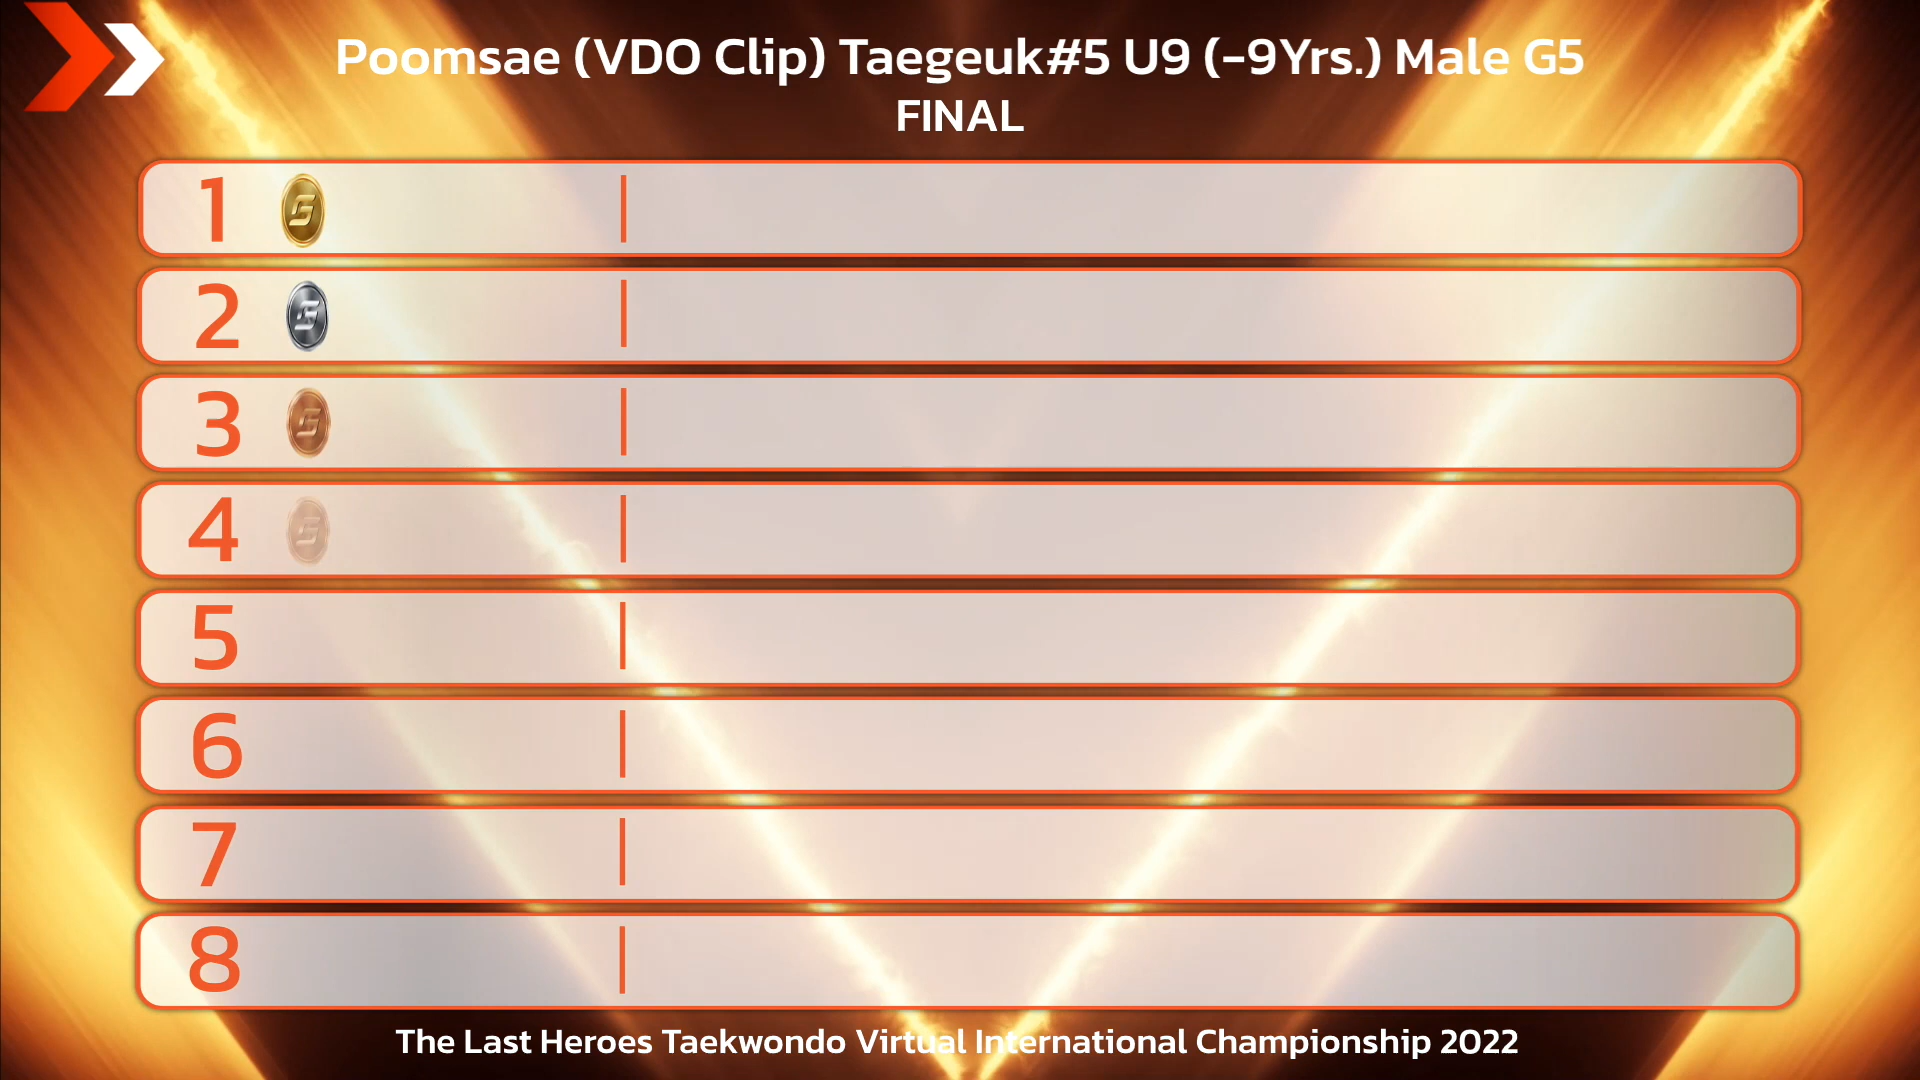 Poomsae (VDO Clip) Taegeuk#5 U9 (-9Yrs.) Male G5
FINAL
1
2
3
4
5
6
7
8
The Last Heroes Taekwondo Virtual International Championship 2022